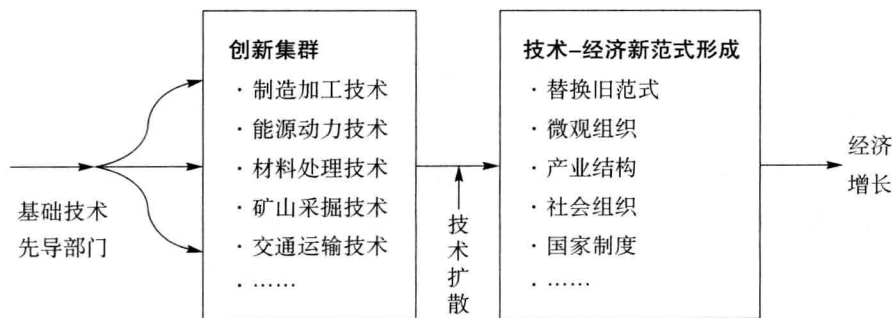 基础技术
先导部门
创新集群
· 制造加工技术
· 能源动力技术
· 材料处理技术
· 矿山采掘技术
· 交通运输技术
· ……
技术扩散
技术–经济新范式形成
· 替换旧范式
· 微观组织
· 产业结构
· 社会组织
· 国家制度
· ……
经济
增长